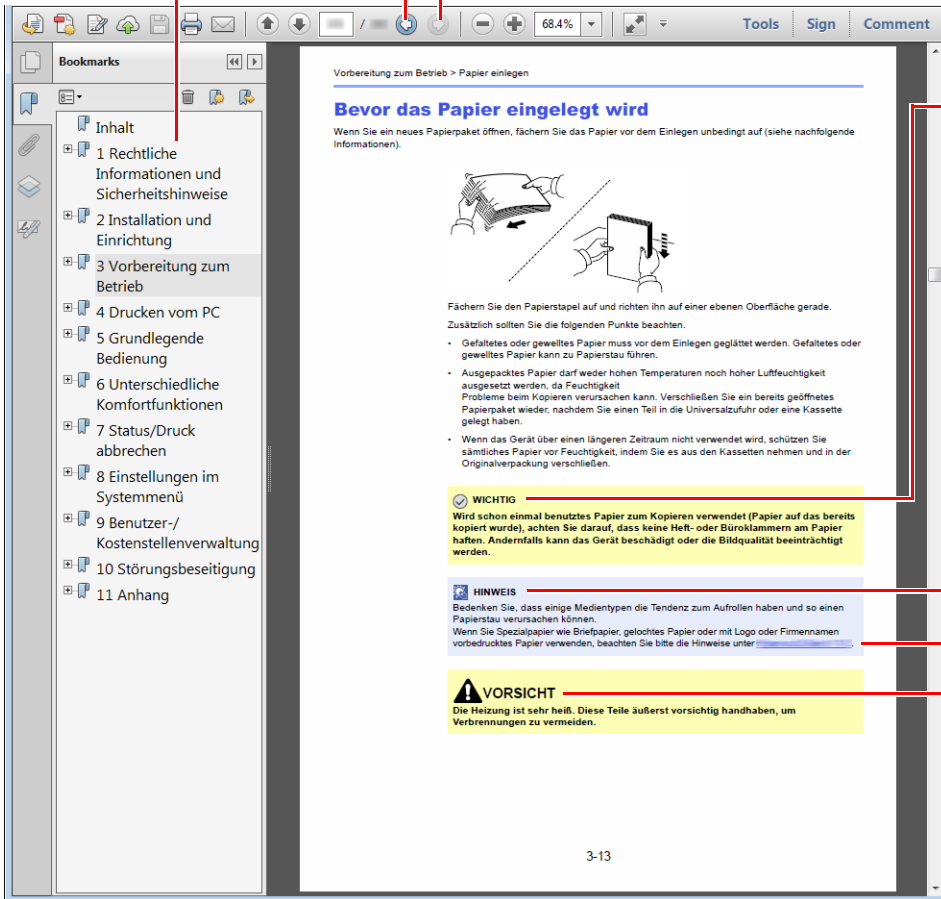 /
68.4%
Tools
Sign
Comment
Bookmarks
Inhalt
1 Rechtliche
Informationen und
Sicherheitshinweise
2 Installation und
Einrichtung
3 Vorbereitung zum
Betrieb
4 Drucken vom PC
5 Grundlegende
Bedienung
6 Unterschiedliche
Komfortfunktionen
7 Status/Druck
abbrechen
8 Einstellungen im
Systemmenü
9 Benutzer-/
Kostenstellenverwaltung
10 Störungsbeseitigung
11 Anhang
Vorbereitung zum Betrieb > Papier einlegen
Bevor das Papier eingelegt wird
Wenn Sie ein neues Papierpaket öffnen, fächern Sie das Papier vor dem Einlegen unbedingt auf (siehe nachfolgende
Informationen).
Fächern Sie den Papierstapel auf und richten ihn auf einer ebenen Oberfläche gerade.
Zusätzlich sollten Sie die folgenden Punkte beachten.
• Gefaltetes oder gewelltes Papier muss vor dem Einlegen geglättet werden. Gefaltetes oder
gewelltes Papier kann zu Papierstau führen.
• Ausgepacktes Papier darf weder hohen Temperaturen noch hoher Luftfeuchtigkeit
ausgesetzt werden, da Feuchtigkeit
Probleme beim Kopieren verursachen kann. Verschließen Sie ein bereits geöffnetes
Papierpaket wieder, nachdem Sie einen Teil in die Universalzufuhr oder eine Kassette
gelegt haben.
• Wenn das Gerät über einen längeren Zeitraum nicht verwendet wird, schützen Sie
sämtliches Papier vor Feuchtigkeit, indem Sie es aus den Kassetten nehmen und in der
Originalverpackung verschließen.
WICHTIG
Wird schon einmal benutztes Papier zum Kopieren verwendet (Papier auf das bereits
kopiert wurde), achten Sie darauf, dass keine Heft- oder Büroklammern am Papier
haften. Andernfalls kann das Gerät beschädigt oder die Bildqualität beeinträchtigt
werden.
HINWEIS
Bedenken Sie, dass einige Medientypen die Tendenz zum Aufrollen haben und so einen
Papierstau verursachen können.
Wenn Sie Spezialpapier wie Briefpapier, gelochtes Papier oder mit Logo oder Firmennamen
vorbedrucktes Papier verwenden, beachten Sie bitte die Hinweise unter .
VORSICHT
Die Heizung ist sehr heiß. Diese Teile äußerst vorsichtig handhaben, um
Verbrennungen zu vermeiden.
3-13